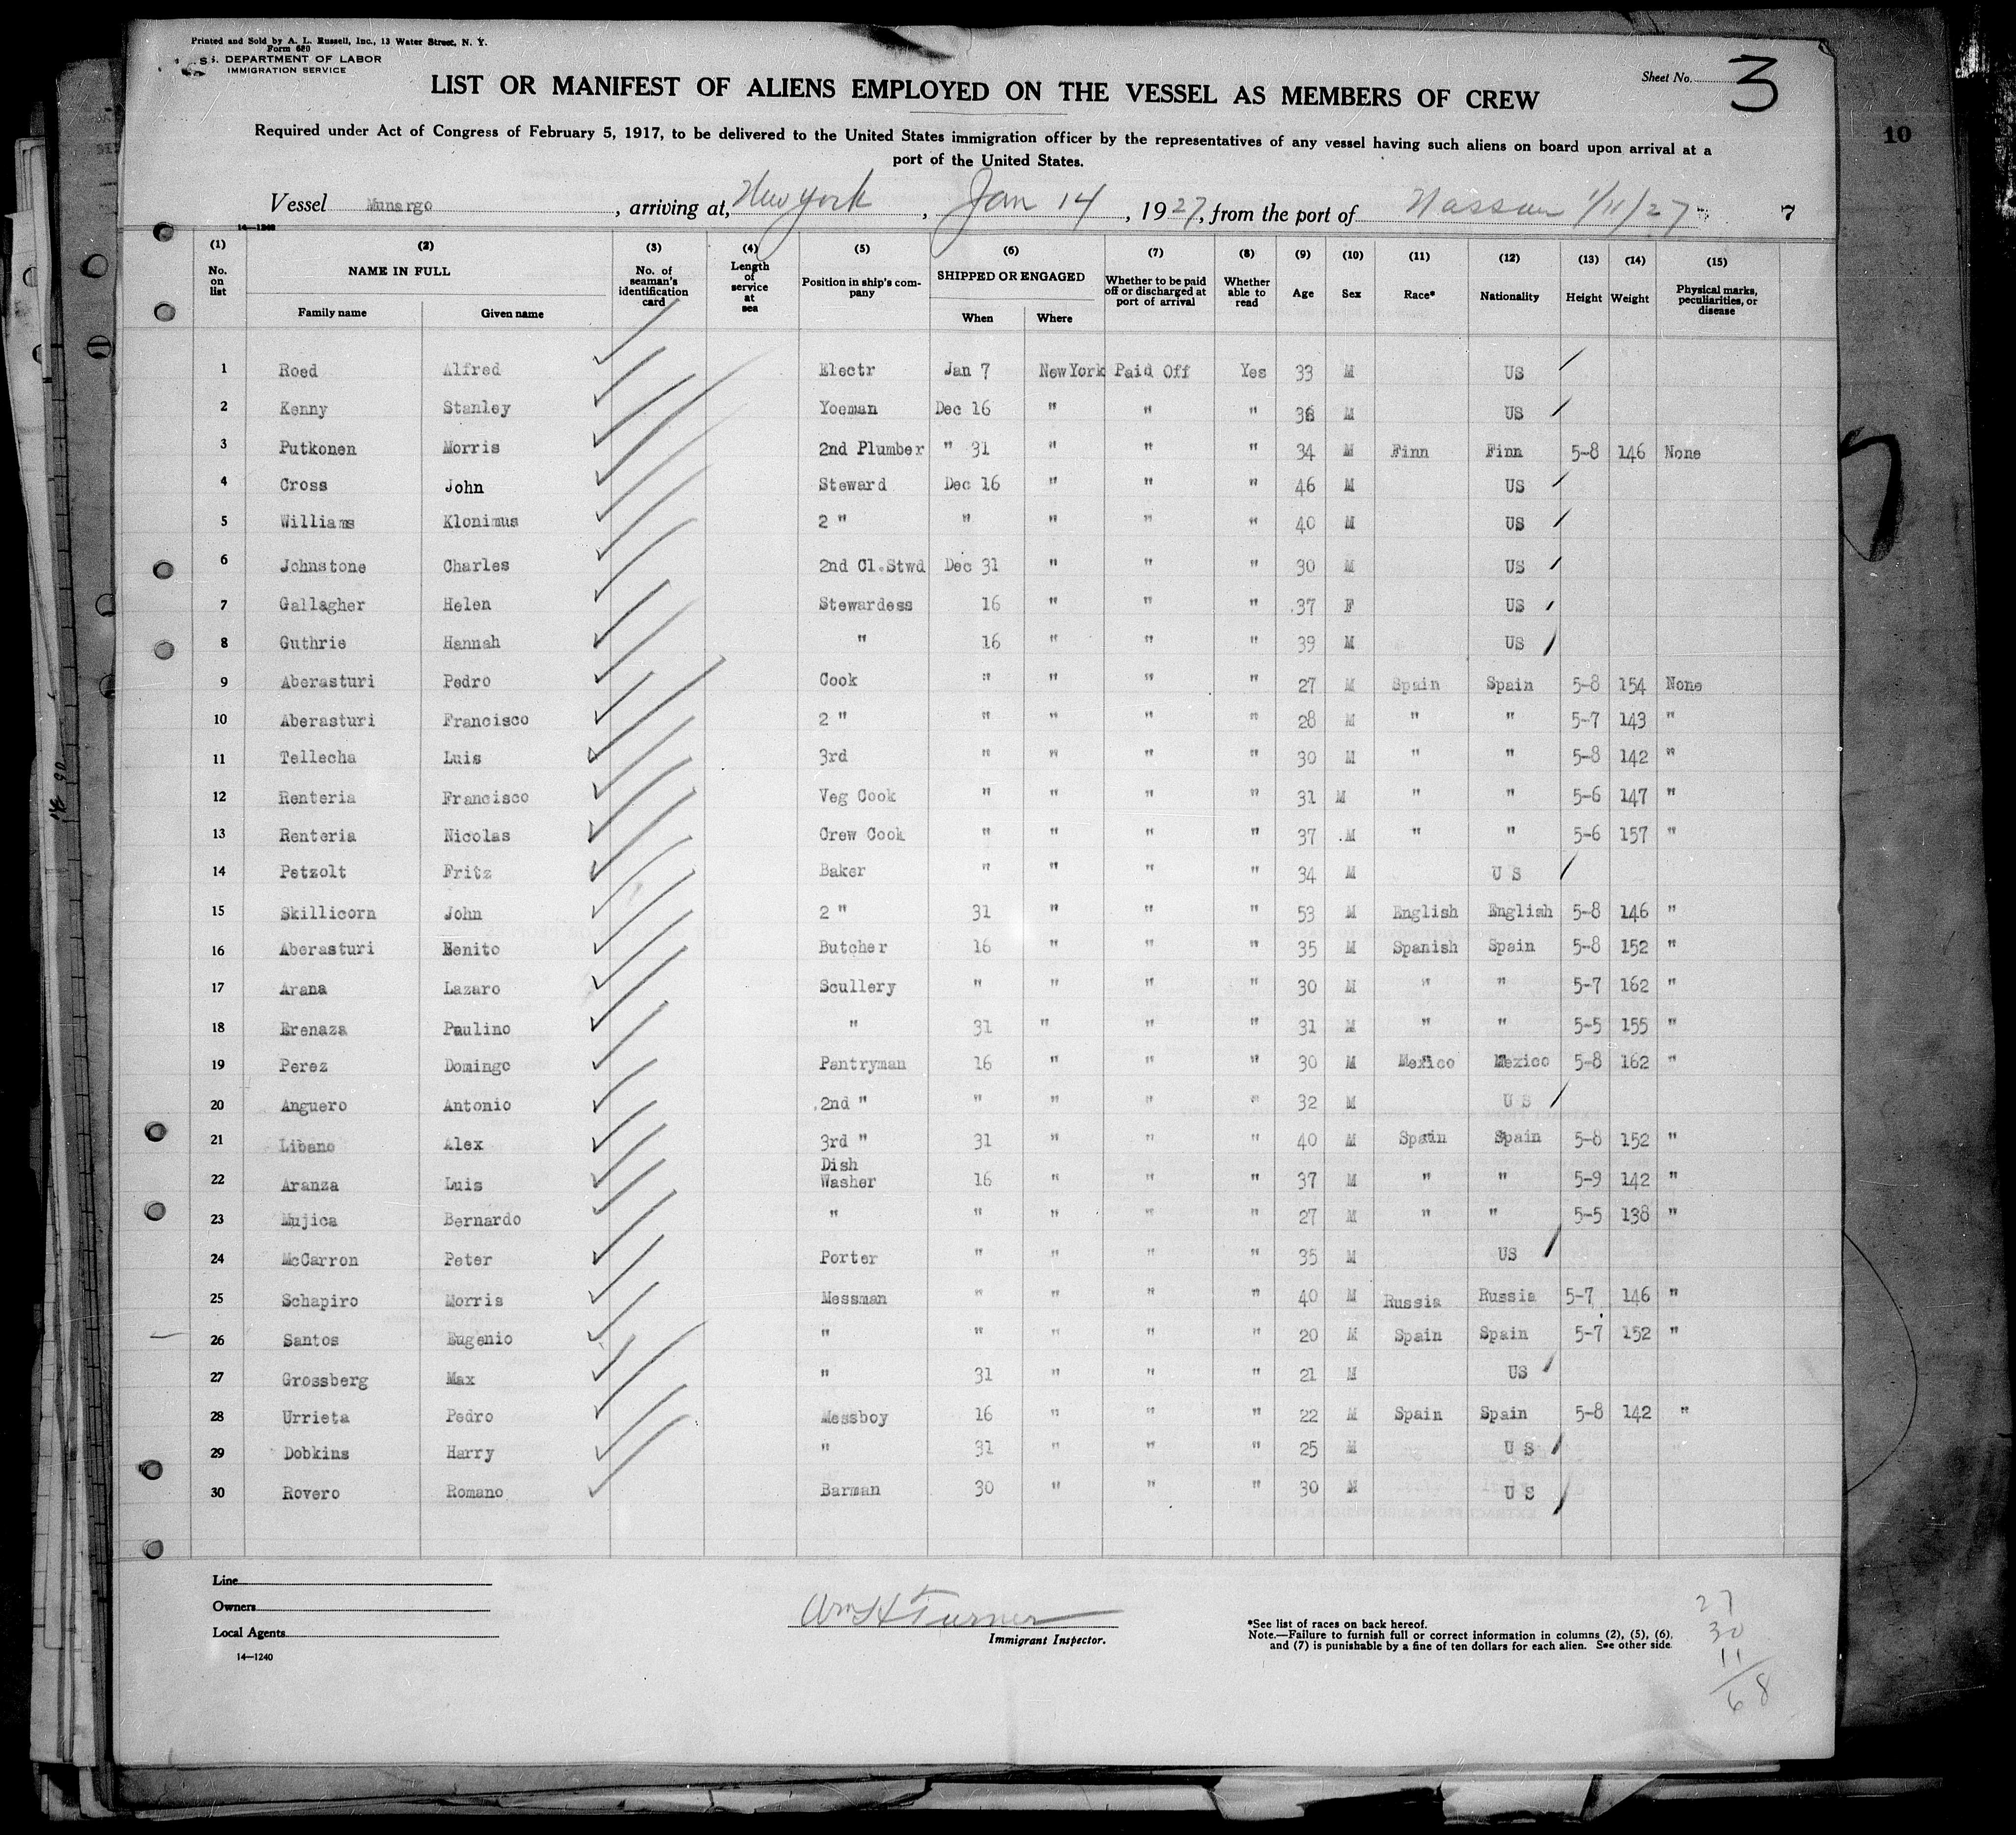 Printed and Sold by A. L. Russell, Inc., 13 Water Street, N. Y.
Form 680
S. DEPARTMENT OF LABOR
IMMIGRATION SERVICE
Sheet No. 3
LIST OR MANIFEST OF ALIENS EMPLOYED ON THE VESSEL AS MEMBERS OF CREW
10
Required under Act of Congress of February 5, 1917, to be delivered to the United States immigration officer by the representatives of any vessel having such aliens on board upon arrival at a
port of the United States.
Vessel Munargo, arriving at, New York, Jan 14, 1927, from the port of Nassau 1/11/27 7
14—1240
(1) (2) (3) (4) (5) (6) (7) (8) (9) (10) (11) (12) (13) (14) (15)
No. on list NAME IN FULL No. of seaman's identification card Length of service at sea Position in ship's company SHIPPED OR ENGAGED Whether to be paid off or discharged at port of arrival Whether able to read Age Sex Race* Nationality Height Weight Physical marks, peculiarities, or disease
Family name Given name When Where
1 Roed Alfred Electr Jan 7 NewYork Paid Off Yes 33 M US
2 Kenny Stanley Yoeman Dec 16 " " " 36 M US
3 Putkonen Morris 2nd Plumber " 31 " " " 34 M Finn Finn 5-8 146 None
4 Cross John Steward Dec 16 " " " 46 M US
5 Williams Klonimus 2 " " " " " 40 M US
6 Johnstone Charles 2nd Cl.Stwd Dec 31 " " " 30 M US
7 Gallagher Helen Stewardess 16 " " " 37 F US
8 Guthrie Hannah " 16 " " " 39 M US
9 Aberasturi Pedro Cook " " " " 27 M Spain Spain 5-8 154 None
10 Aberasturi Francisco 2 " " " " " 28 M " " 5-7 143 "
11 Tellecha Luis 3rd " " " " 30 M " " 5-8 142 "
12 Renteria Francisco Veg Cook " " " " 31 M " " 5-6 147 "
13 Renteria Nicolas Crew Cook " " " " 37 M " " 5-6 157 "
14 Petzolt Fritz Baker " " " " 34 M U S
15 Skillicorn John 2 " 31 " " " 53 M English English 5-8 146 "
16 Aberasturi Benito Butcher 16 " " " 35 M Spanish Spain 5-8 152 "
17 Arana Lazaro Scullery " " " " 30 M " " 5-7 162 "
18 Erenaza Paulino " 31 " " " 31 M " " 5-5 155 "
19 Perez Domingo Pantryman 16 " " " 30 M Mexico Mexico 5-8 162 "
20 Anguero Antonio 2nd " " " " " 32 M U S
21 Libano Alex 3rd " 31 " " " 40 M Spain Spain 5-8 152 "
22 Aranza Luis Dish Washer 16 " " " 37 M " " 5-9 142 "
23 Mujica Bernardo " " " " " 27 M " " 5-5 138 "
24 McCarron Peter Porter " " " " 35 M US
25 Schapiro Morris Messman " " " " 40 M Russia Russia 5-7 146 "
26 Santos Eugenio " " " " " 20 M Spain Spain 5-7 152 "
27 Grossberg Max " 31 " " " 21 M US
28 Urrieta Pedro Messboy 16 " " " 22 M Spain Spain 5-8 142 "
29 Dobkins Harry " 31 " " " 25 M U S
30 Rovero Romano Barman 30 " " " 30 M U S
Line
Owners
Local Agents
14—1240
Wm H Turner
Immigrant Inspector.
*See list of races on back hereof.
Note.—Failure to furnish full or correct information in columns (2), (5), (6),
and (7) is punishable by a fine of ten dollars for each alien. See other side.
27
30
11
68